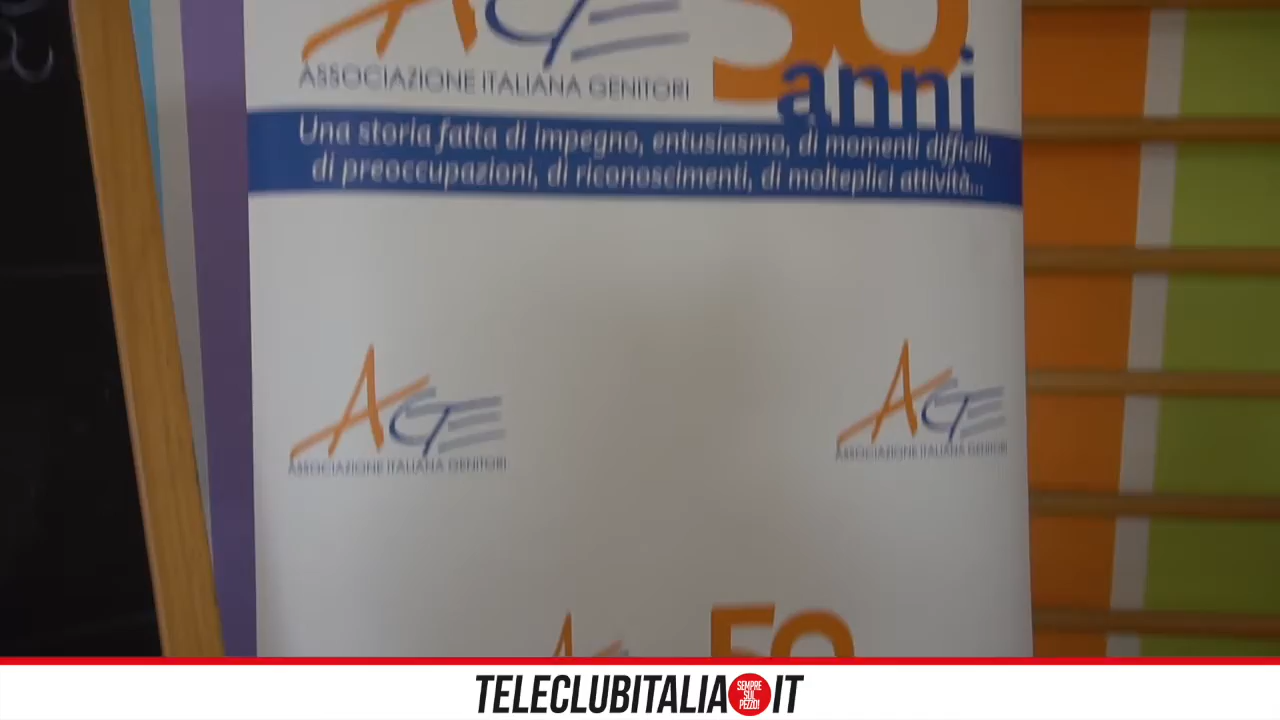 AGE 50
anni
ASSOCIAZIONE ITALIANA GENITORI
Una storia fatta di impegno, entusiasmo, di momenti difficili,
di preoccupazioni, di riconoscimenti, di molteplici attività...
AGE
ASSOCIAZIONE ITALIANA GENITORI
AGE
ASSOCIAZIONE ITALIANA GENITORI
50
TELECLUBITALIA SEMPRE SUL PEZZO! IT